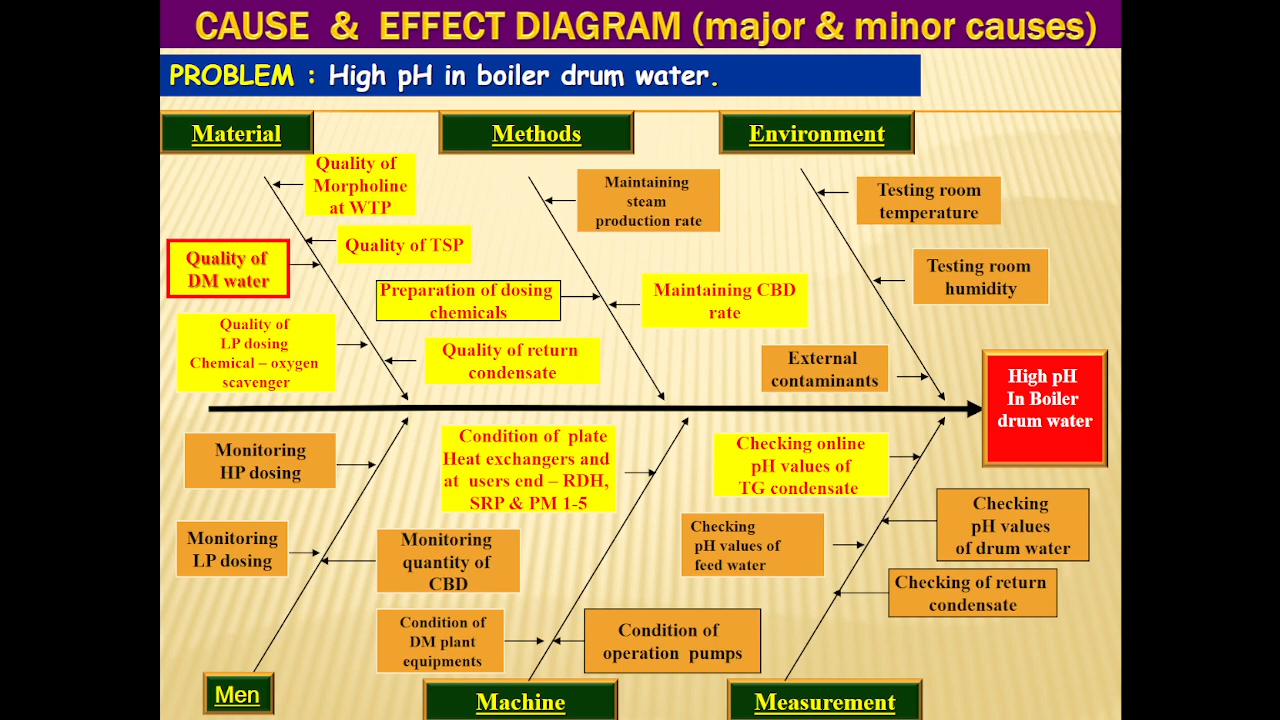 CAUSE & EFFECT DIAGRAM (major & minor causes)
PROBLEM : High pH in boiler drum water.
Material
Methods
Environment
Quality of
Morpholine
at WTP
Quality of TSP
Quality of
DM water
Quality of
LP dosing
Chemical – oxygen
scavenger
Quality of return
condensate
Maintaining
steam
production rate
Preparation of dosing
chemicals
Maintaining CBD
rate
Testing room
temperature
Testing room
humidity
External
contaminants
High pH
In Boiler
drum water
Monitoring
HP dosing
Monitoring
LP dosing
Monitoring
quantity of
CBD
Condition of plate
Heat exchangers and
at users end – RDH,
SRP & PM 1-5
Condition of
DM plant
equipments
Condition of
operation pumps
Checking online
pH values of
TG condensate
Checking
pH values of
feed water
Checking
pH values
of drum water
Checking of return
condensate
Men
Machine
Measurement